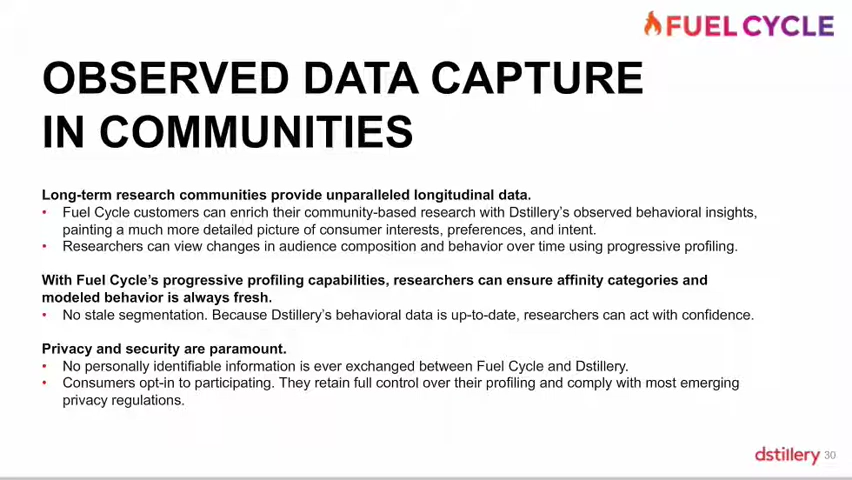 FUEL CYCLE
OBSERVED DATA CAPTURE
IN COMMUNITIES
Long-term research communities provide unparalleled longitudinal data.
• Fuel Cycle customers can enrich their community-based research with Dstillery's observed behavioral insights,
painting a much more detailed picture of consumer interests, preferences, and intent.
• Researchers can view changes in audience composition and behavior over time using progressive profiling.
With Fuel Cycle's progressive profiling capabilities, researchers can ensure affinity categories and
modeled behavior is always fresh.
• No stale segmentation. Because Dstillery's behavioral data is up-to-date, researchers can act with confidence.
Privacy and security are paramount.
• No personally identifiable information is ever exchanged between Fuel Cycle and Dstillery.
• Consumers opt-in to participating. They retain full control over their profiling and comply with most emerging
privacy regulations.
dstillery 30